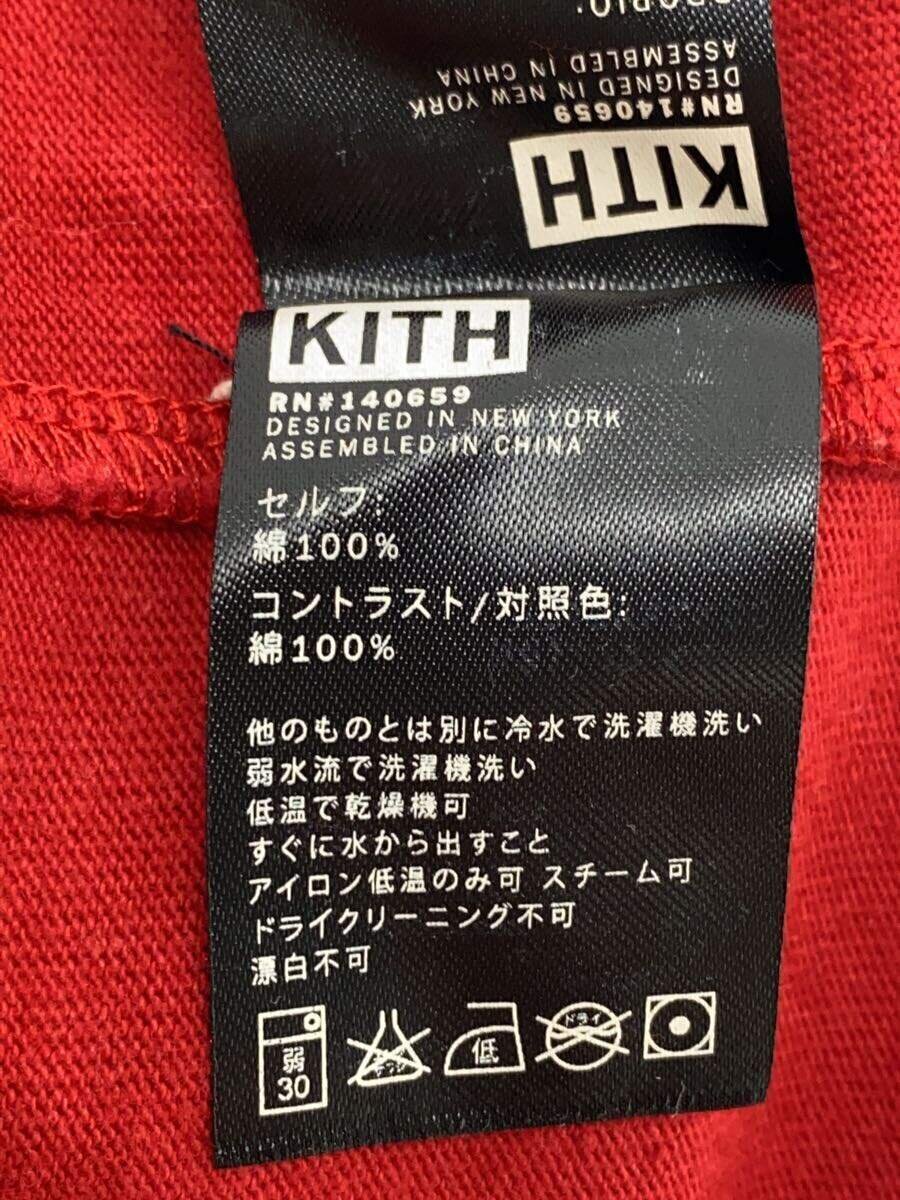 ASSEMBLED IN CHINA
DESIGNED IN NEW YORK
RN#140659
KITH
KITH
RN#140659
DESIGNED IN NEW YORK
ASSEMBLED IN CHINA
セルフ:
綿100%
コントラスト/対照色:
綿100%
他のものとは別に冷水で洗濯機洗い
弱水流で洗濯機洗い
低温で乾燥機可
すぐに水から出すこと
アイロン低温のみ可 スチーム可
ドライクリーニング不可
漂白不可
弱
30
低
ドライ